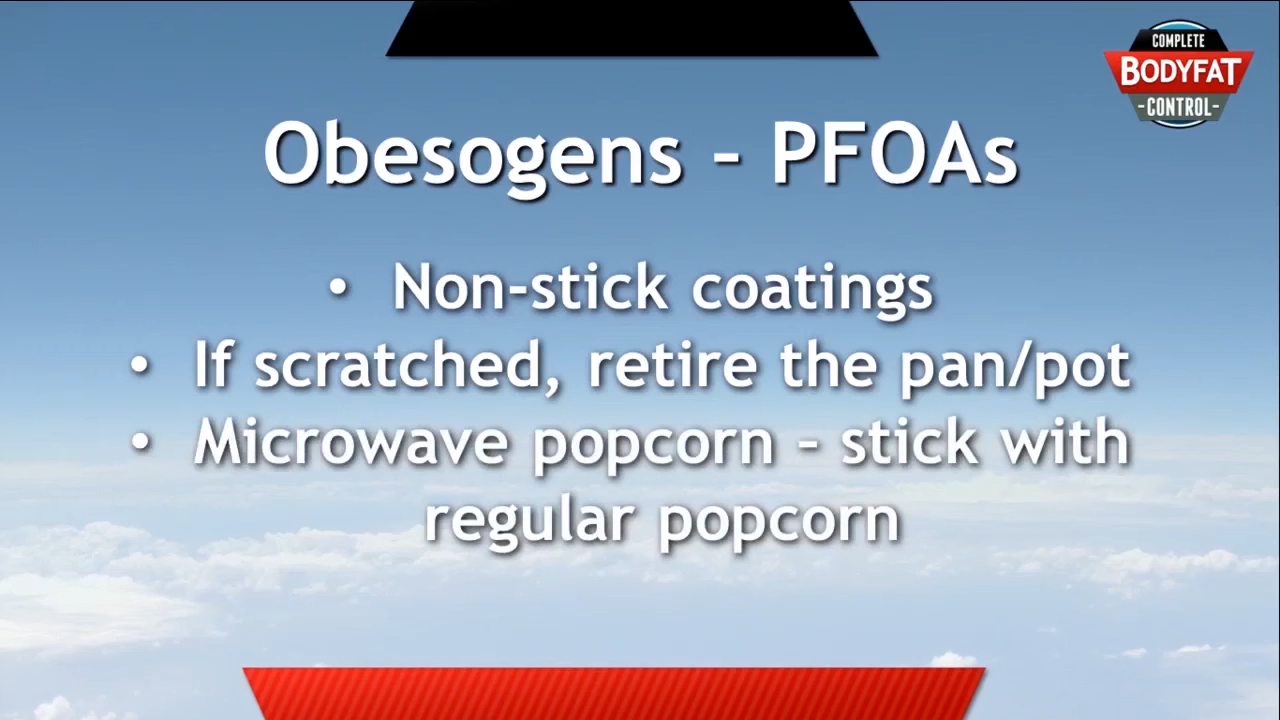 COMPLETE
BODYFAT
-CONTROL-
Obesogens – PFOAs
• Non-stick coatings
• If scratched, retire the pan/pot
• Microwave popcorn – stick with
regular popcorn